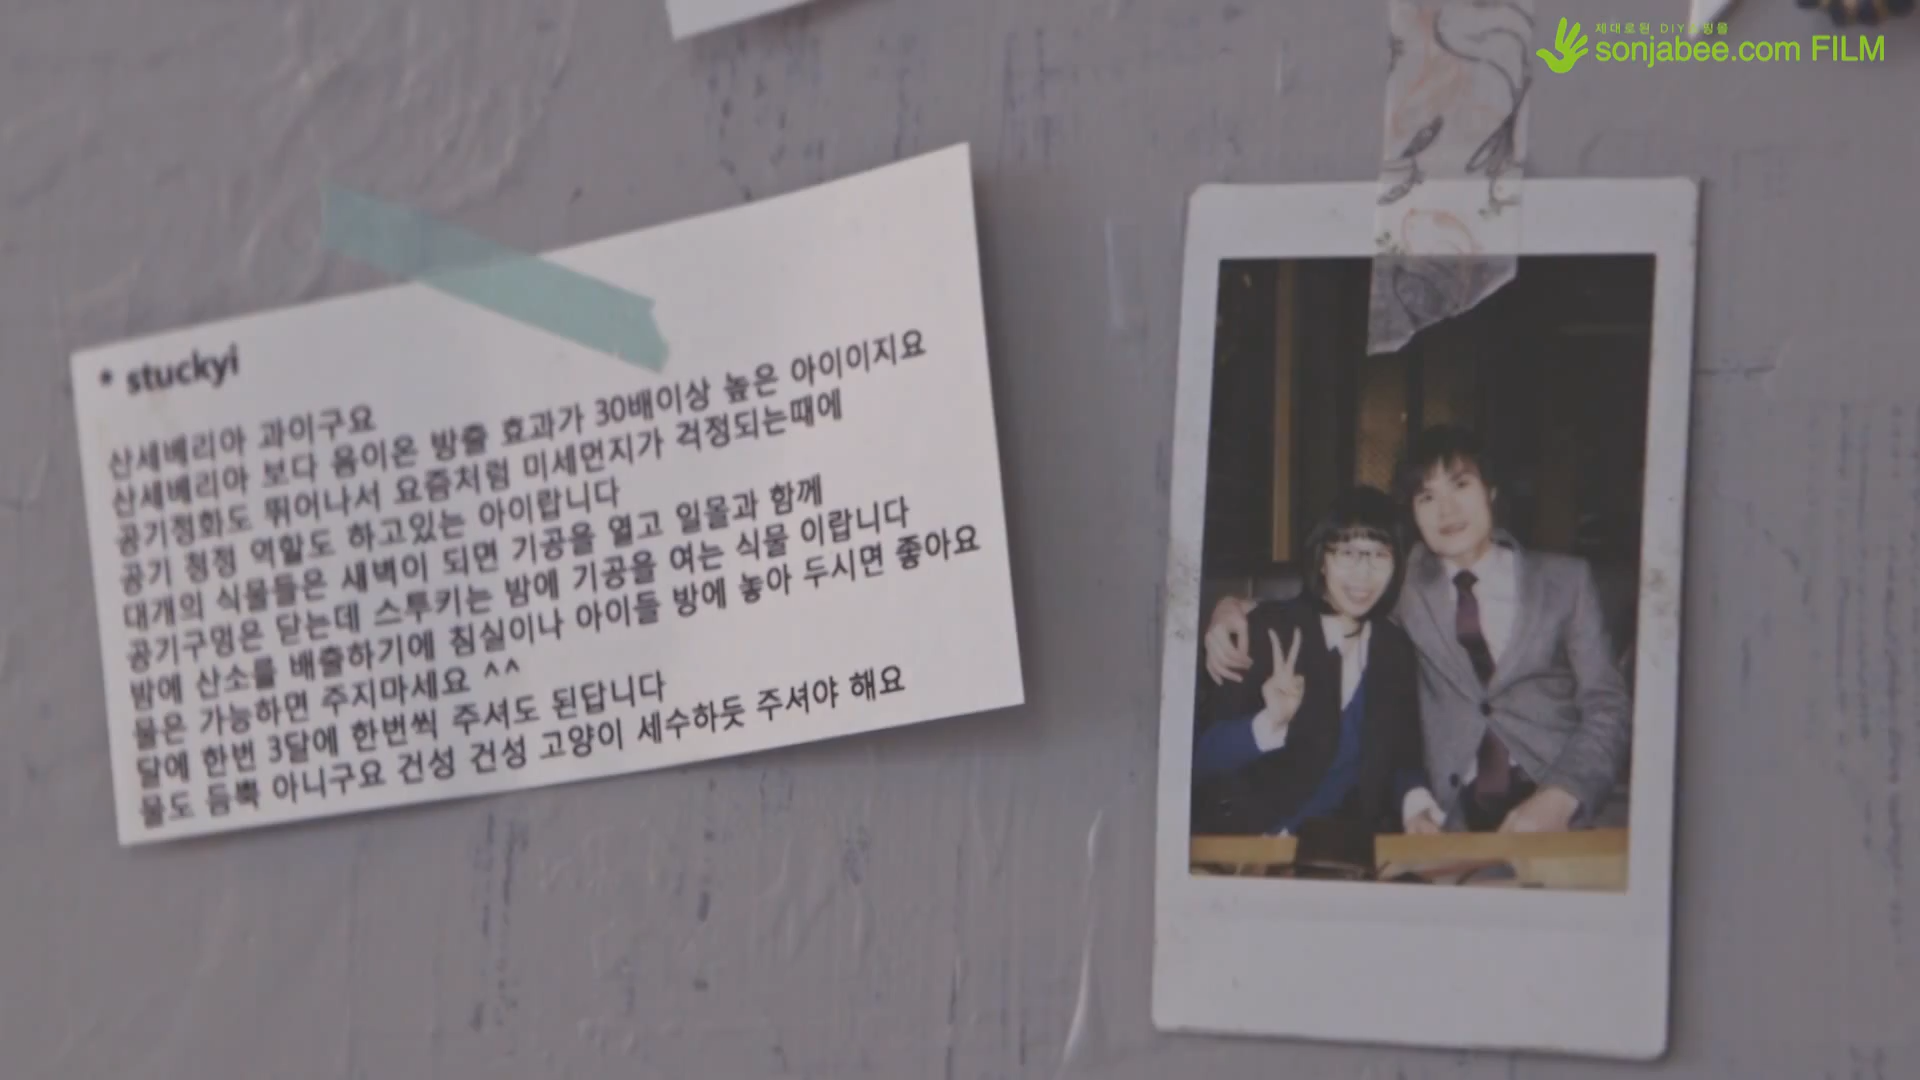 제대로된 DIY쇼핑몰
sonjabee.com FILM
* stuckyi
산세베리아 과이구요
산세베리아 보다 음이온 방출 효과가 30배이상 높은 아이이지요
공기정화도 뛰어나서 요즘처럼 미세먼지가 걱정되는때에
공기 청정 역할도 하고있는 아이랍니다
대개의 식물들은 새벽이 되면 기공을 열고 일몰과 함께
공기구멍은 닫는데 스투키는 밤에 기공을 여는 식물 이랍니다
밤에 산소를 배출하기에 침실이나 아이들 방에 놓아 두시면 좋아요
물은 가능하면 주지마세요 ^^
달에 한번 3달에 한번씩 주셔도 된답니다
물도 듬뿍 아니구요 건성 건성 고양이 세수하듯 주셔야 해요